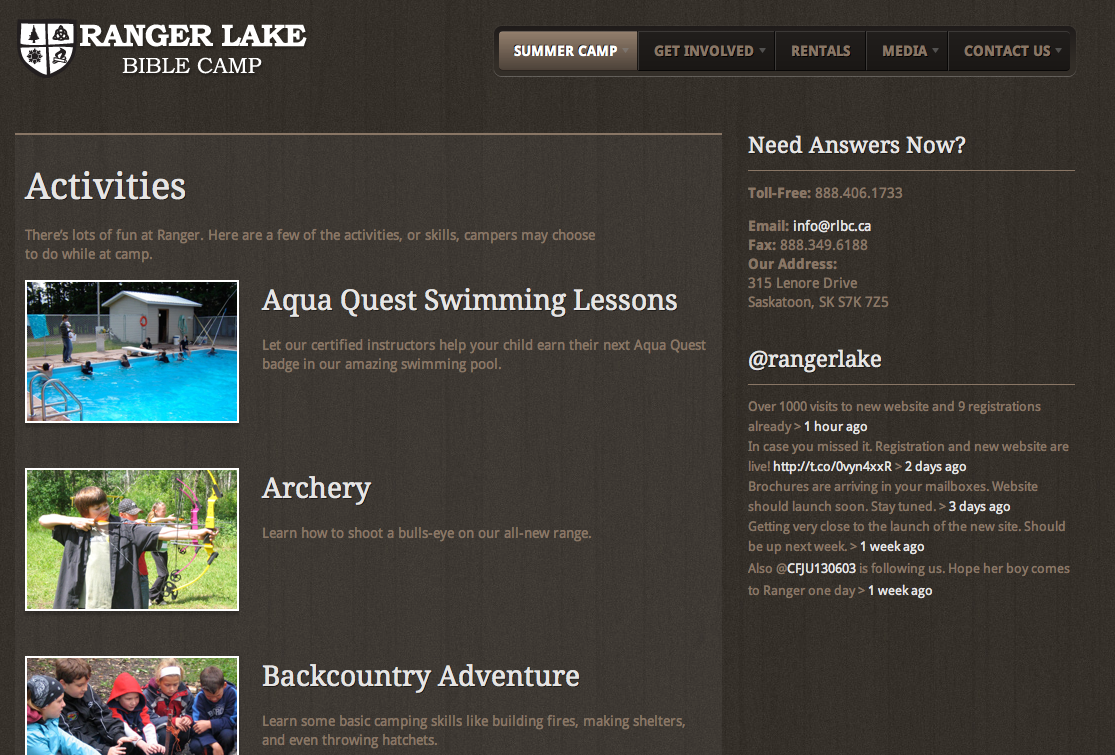 RANGER LAKE
BIBLE CAMP
SUMMER CAMP
GET INVOLVED
RENTALS
MEDIA
CONTACT US
Activities
There's lots of fun at Ranger. Here are a few of the activities, or skills, campers may choose
to do while at camp.
Aqua Quest Swimming Lessons
Let our certified instructors help your child earn their next Aqua Quest
badge in our amazing swimming pool.
Archery
Learn how to shoot a bulls-eye on our all-new range.
Backcountry Adventure
Learn some basic camping skills like building fires, making shelters,
and even throwing hatchets.
Need Answers Now?
Toll-Free: 888.406.1733
Email: info@rlbc.ca
Fax: 888.349.6188
Our Address:
315 Lenore Drive
Saskatoon, SK S7K 7Z5
@rangerlake
Over 1000 visits to new website and 9 registrations
already > 1 hour ago
In case you missed it. Registration and new website are
live! http://t.co/0vyn4xxR > 2 days ago
Brochures are arriving in your mailboxes. Website
should launch soon. Stay tuned. > 3 days ago
Getting very close to the launch of the new site. Should
be up next week. > 1 week ago
Also @CFJU130603 is following us. Hope her boy comes
to Ranger one day > 1 week ago